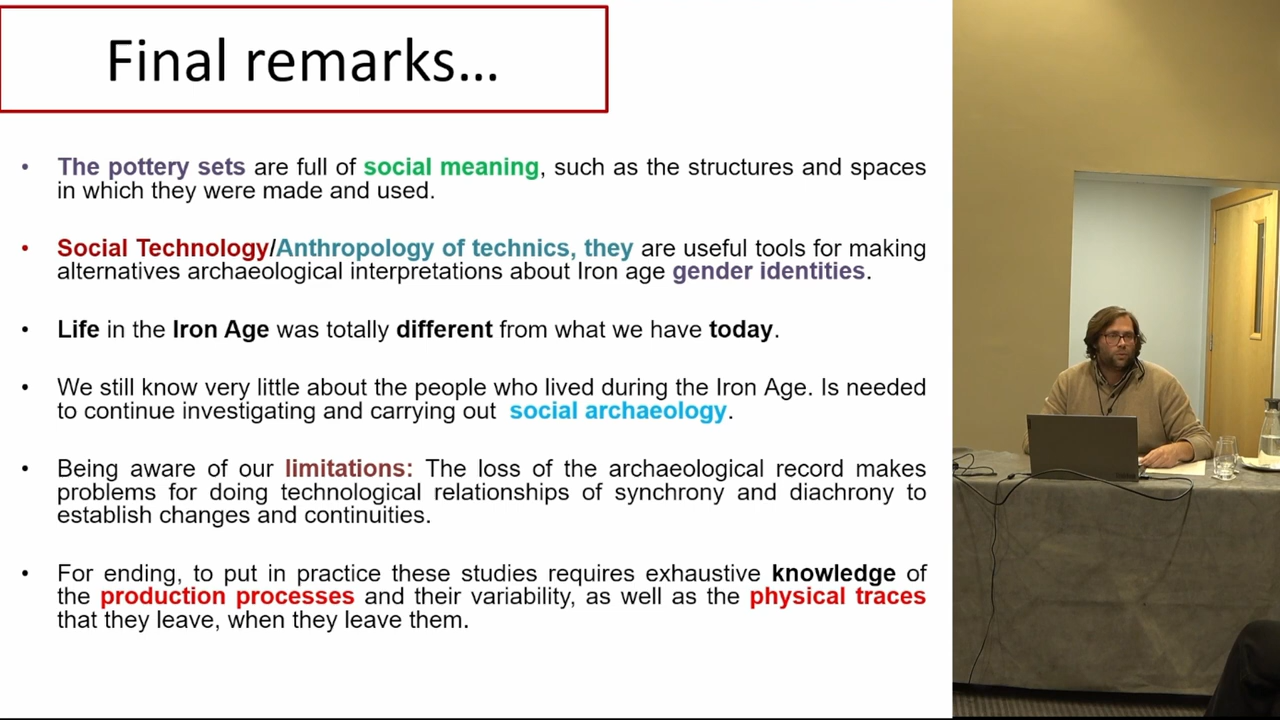 Final remarks...
• The pottery sets are full of social meaning, such as the structures and spaces
in which they were made and used.
• Social Technology/Anthropology of technics, they are useful tools for making
alternatives archaeological interpretations about Iron age gender identities.
• Life in the Iron Age was totally different from what we have today.
• We still know very little about the people who lived during the Iron Age. Is needed
to continue investigating and carrying out social archaeology.
• Being aware of our limitations: The loss of the archaeological record makes
problems for doing technological relationships of synchrony and diachrony to
establish changes and continuities.
• For ending, to put in practice these studies requires exhaustive knowledge of
the production processes and their variability, as well as the physical traces
that they leave, when they leave them.